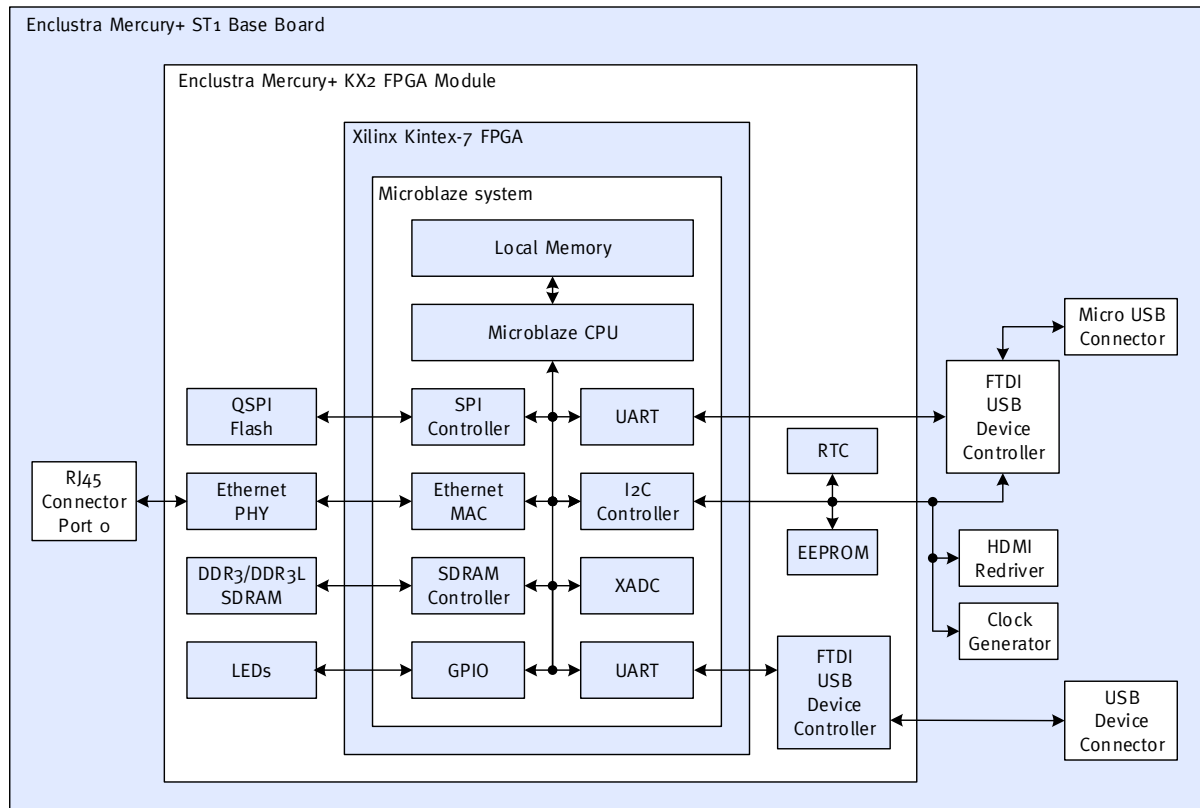 Enclustra Mercury+ ST1 Base Board
Enclustra Mercury+ KX2 FPGA Module
Xilinx Kintex-7 FPGA
Microblaze system
Local Memory
Microblaze CPU
Micro USB
Connector
QSPI
Flash
SPI
Controller
UART
FTDI
USB
Device
Controller
RTC
RJ45
Connector
Port 0
Ethernet
PHY
Ethernet
MAC
I2C
Controller
EEPROM
HDMI
Redriver
DDR3/DDR3L
SDRAM
SDRAM
Controller
XADC
Clock
Generator
LEDs
GPIO
UART
FTDI
USB
Device
Controller
USB
Device
Connector